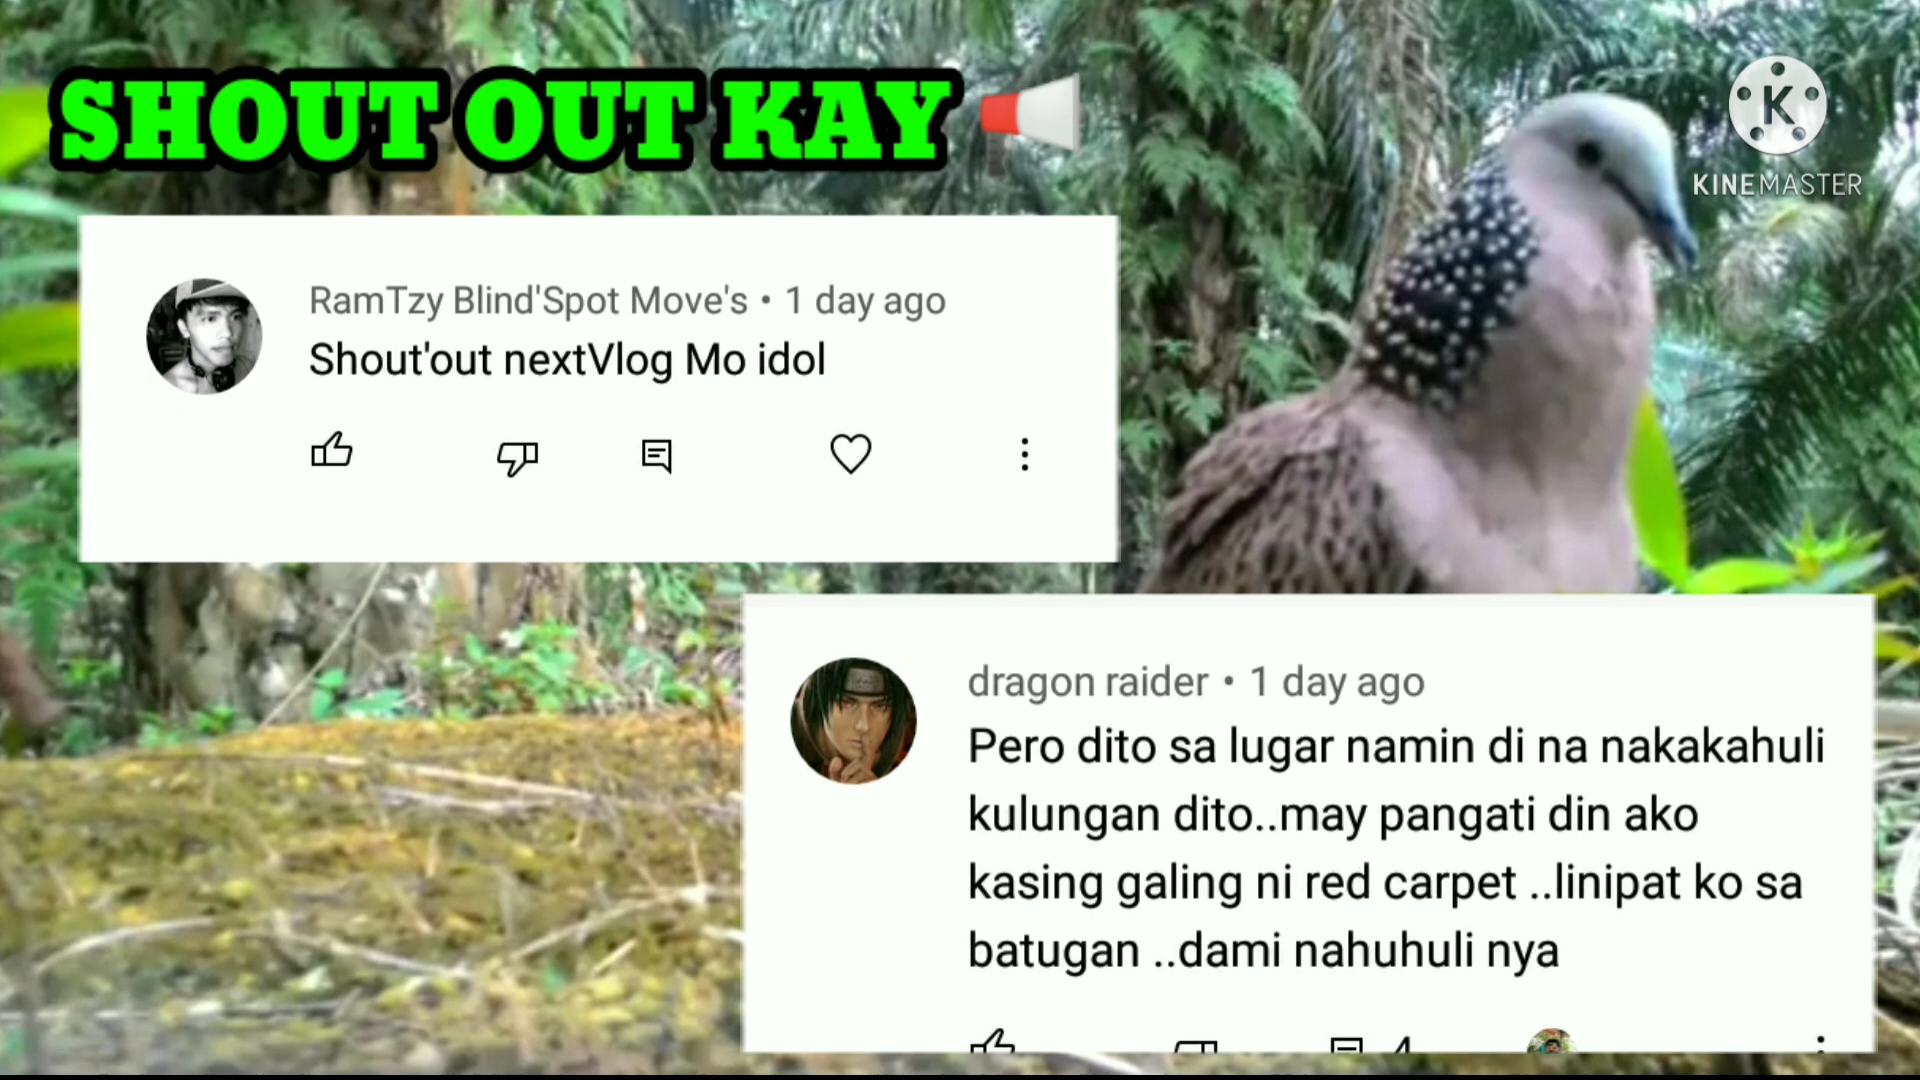 SHOUT OUT KAY
K
KINEMASTER
RamTzy Blind'Spot Move's • 1 day ago
Shout'out nextVlog Mo idol
dragon raider • 1 day ago
Pero dito sa lugar namin di na nakakahuli
kulungan dito..may pangati din ako
kasing galing ni red carpet ..linipat ko sa
batugan ..dami nahuhuli nya
4